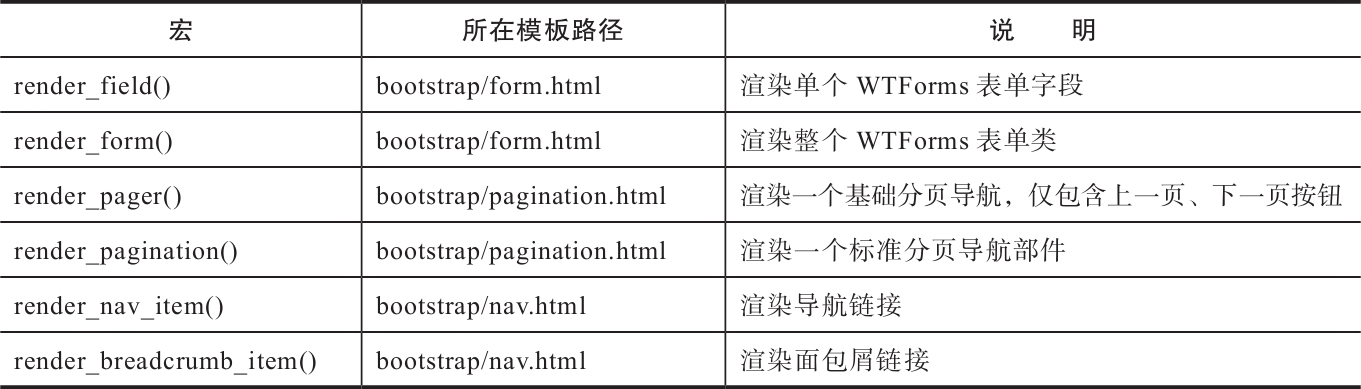 宏 所在模板路径 说 明
render_field() bootstrap/form.html 渲染单个 WTForms 表单字段
render_form() bootstrap/form.html 渲染整个 WTForms 表单类
render_pager() bootstrap/pagination.html 渲染一个基础分页导航，仅包含上一页、下一页按钮
render_pagination() bootstrap/pagination.html 渲染一个标准分页导航部件
render_nav_item() bootstrap/nav.html 渲染导航链接
render_breadcrumb_item() bootstrap/nav.html 渲染面包屑链接